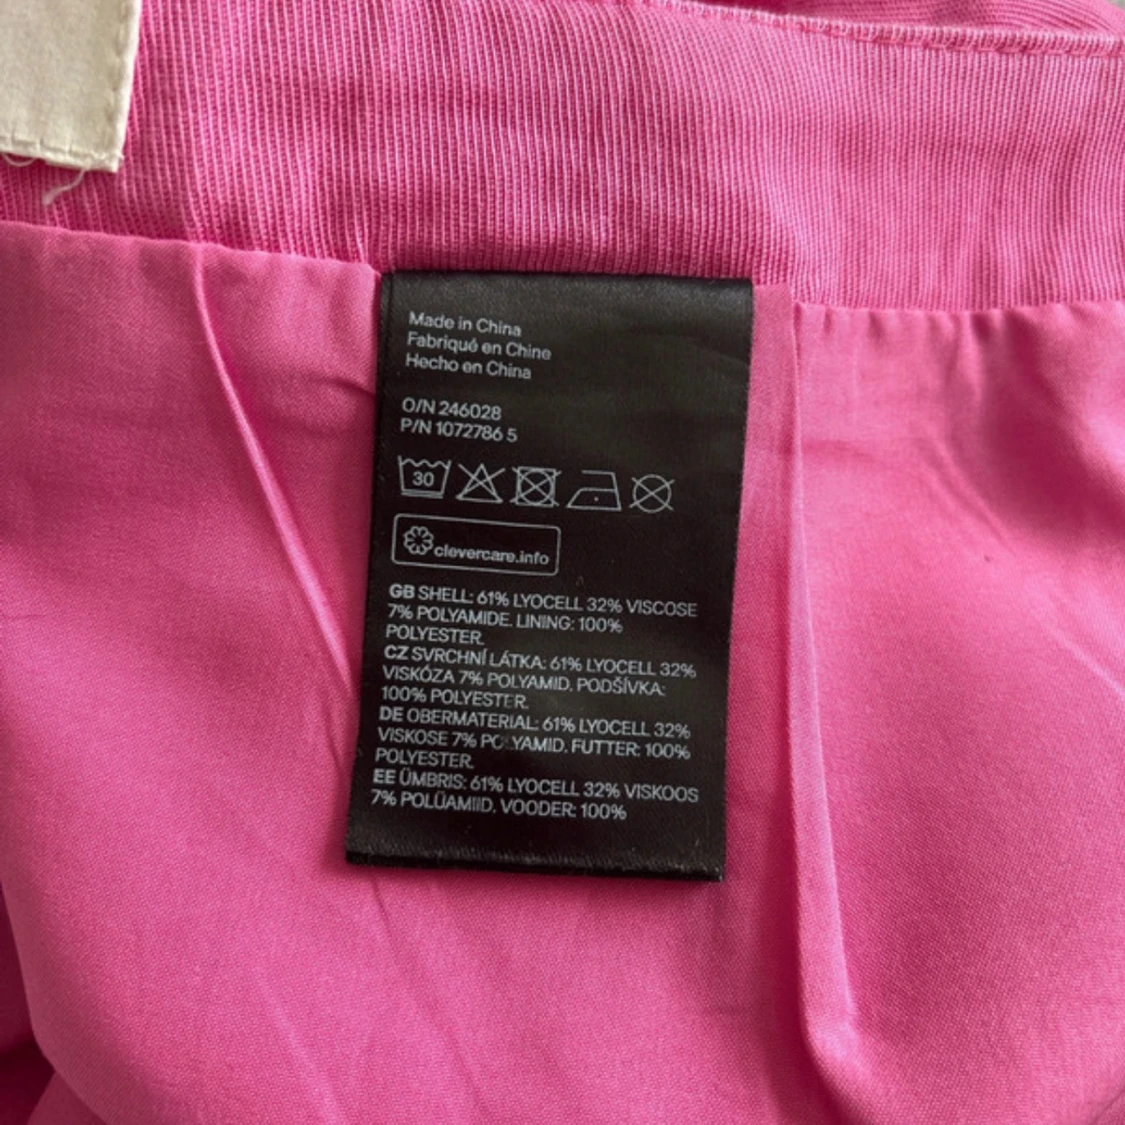 Made in China
Fabriqué en Chine
Hecho en China
O/N 246028
P/N 1072786 5
30
clevercare.info
GB SHELL: 61% LYOCELL 32% VISCOSE
7% POLYAMIDE. LINING: 100%
POLYESTER.
CZ SVRCHNÍ LÁTKA: 61% LYOCELL 32%
VISKÓZA 7% POLYAMID. PODŠÍVKA:
100% POLYESTER.
DE OBERMATERIAL: 61% LYOCELL 32%
VISKOSE 7% POLYAMID. FUTTER: 100%
POLYESTER.
EE ÜMBRIS: 61% LYOCELL 32% VISKOOS
7% POLÜAMIID. VOODER: 100%